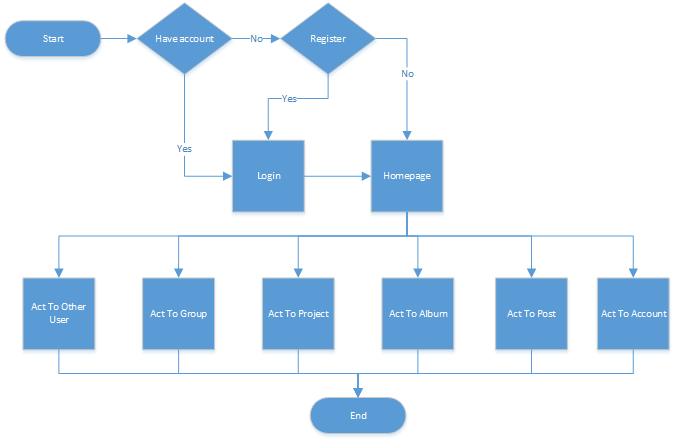 Start
Have account
No
Register
No
Yes
Yes
Login
Homepage
Act To Other
User
Act To Group
Act To Project
Act To Album
Act To Post
Act To Account
End